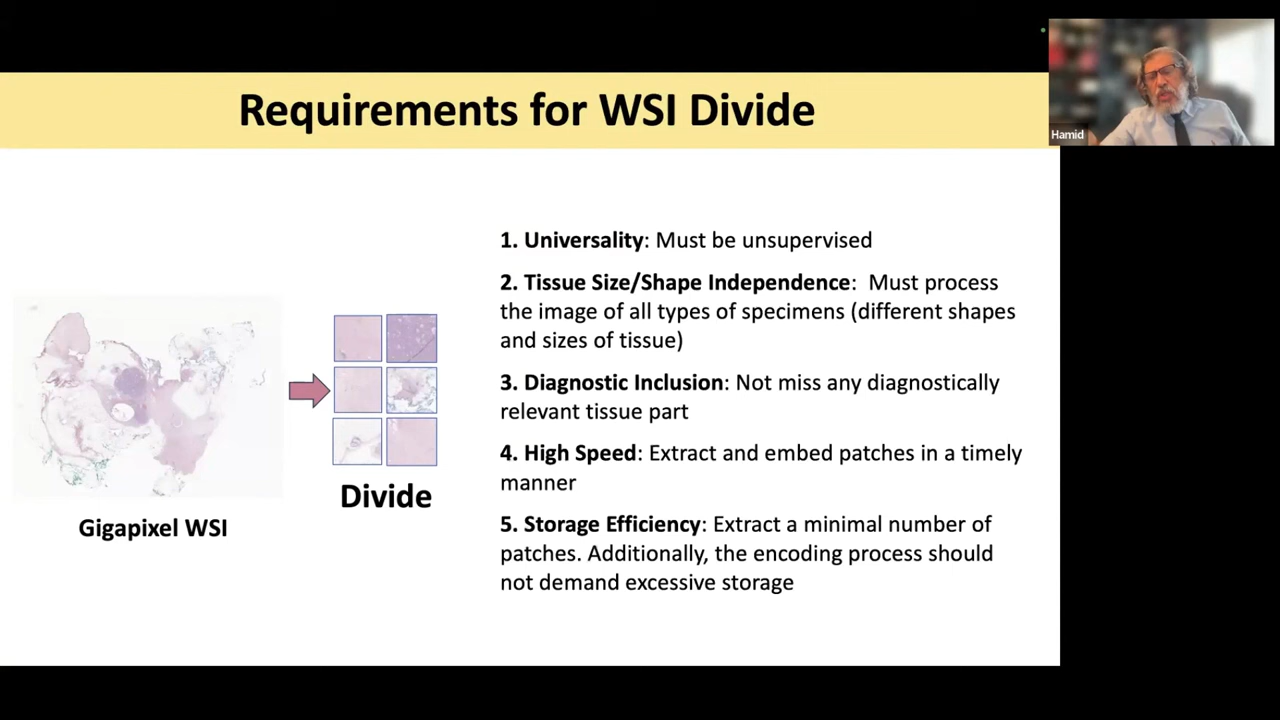 Requirements for WSI Divide
Hamid
1. Universality: Must be unsupervised
2. Tissue Size/Shape Independence:  Must process
the image of all types of specimens (different shapes
and sizes of tissue)
3. Diagnostic Inclusion: Not miss any diagnostically
relevant tissue part
4. High Speed: Extract and embed patches in a timely
manner
5. Storage Efficiency: Extract a minimal number of
patches. Additionally, the encoding process should
not demand excessive storage
Divide
Gigapixel WSI